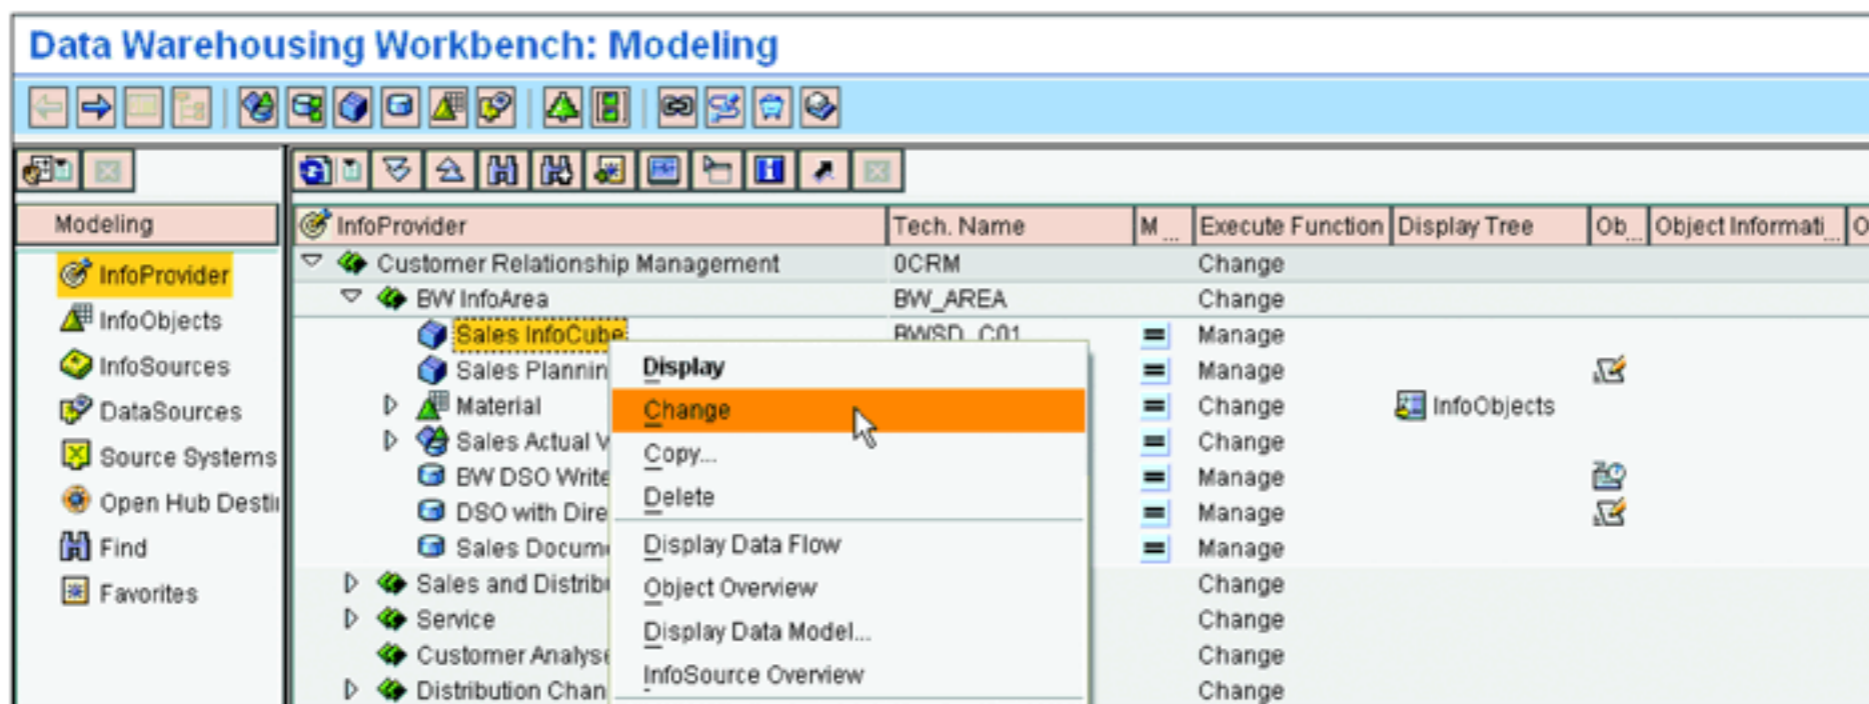 Data Warehousing Workbench: Modeling
Modeling
InfoProvider
InfoObjects
InfoSources
DataSources
Source Systems
Open Hub Desti
Find
Favorites
InfoProvider Tech. Name M... Execute Function Display Tree Ob... Object Informati...
Customer Relationship Management 0CRM Change
BW InfoArea BW_AREA Change
Sales InfoCube BWSD_C01 Manage
Sales Plannin Manage
Material Change InfoObjects
Sales Actual V Change
BW DSO Write Manage
DSO with Dire Manage
Sales Docum Manage
Sales and Distrib Change
Service Change
Customer Analys Change
Distribution Chan Change
Display
Change
Copy...
Delete
Display Data Flow
Object Overview
Display Data Model...
InfoSource Overview